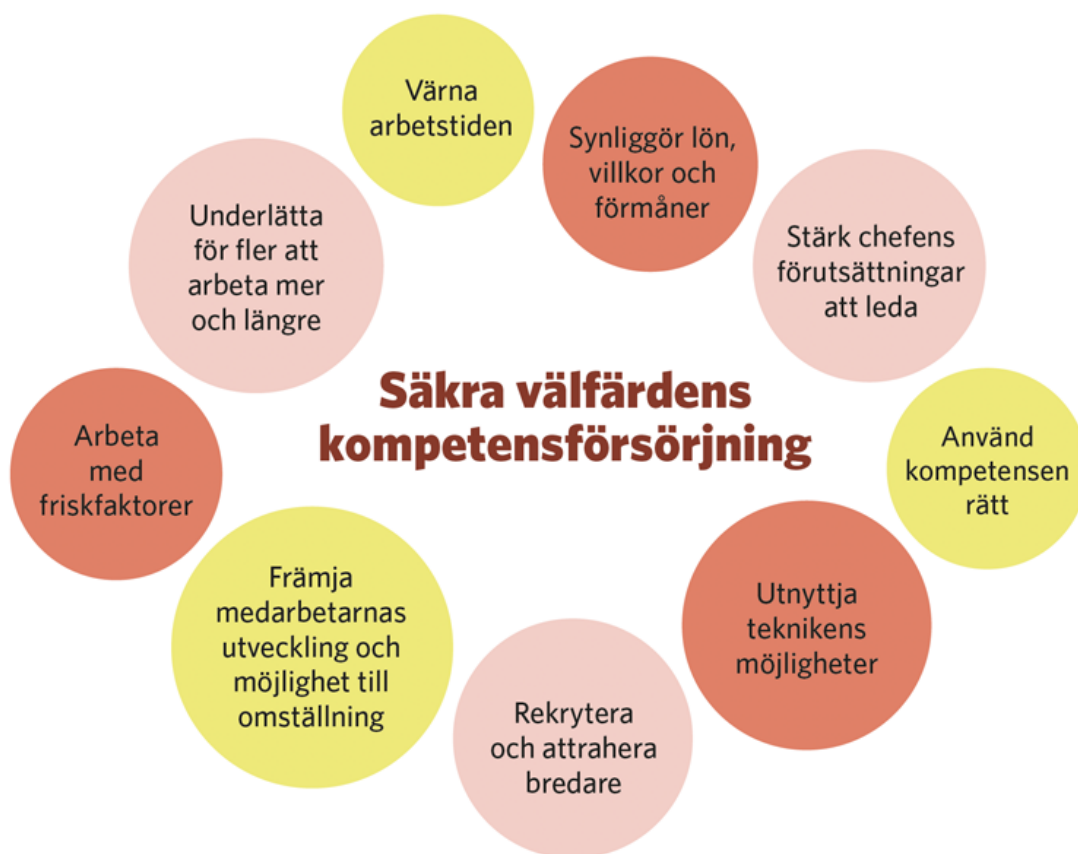 Värna
arbetstiden
Synliggör lön,
villkor och
förmåner
Stärk chefens
förutsättningar
att leda
Använd
kompetensen
rätt
Utnyttja
teknikens
möjligheter
Rekrytera
och attrahera
bredare
Främja
medarbetarnas
utveckling och
möjlighet till
omställning
Arbeta
med
friskfaktorer
Underlätta
för fler att
arbeta mer
och längre
Säkra välfärdens
kompetensförsörjning